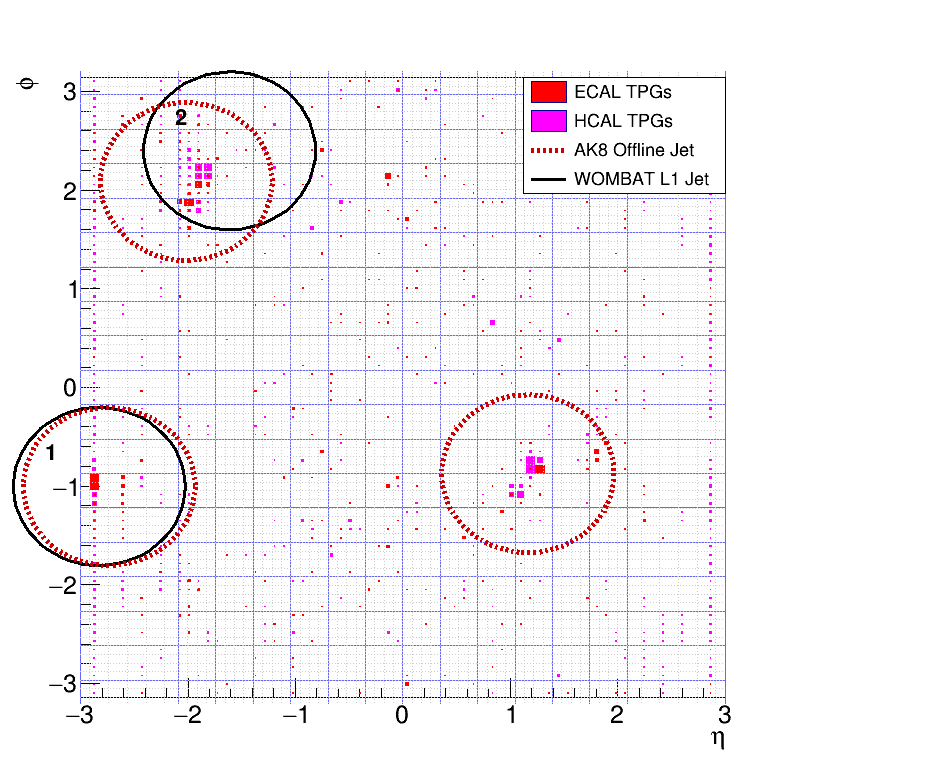 ϕ
3
2
1
0
−1
−2
−3
−3 −2 −1 0 1 2 3
η
ECAL TPGs
HCAL TPGs
AK8 Offline Jet
WOMBAT L1 Jet
2
1